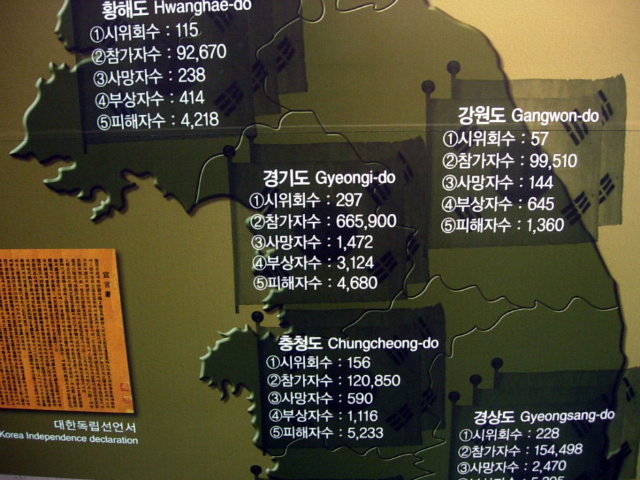 황해도 Hwanghae-do
①시위회수 : 115
②참가자수 : 92,670
③사망자수 : 238
④부상자수 : 414
⑤피해자수 : 4,218
강원도 Gangwon-do
①시위회수 : 57
②참가자수 : 99,510
③사망자수 : 144
④부상자수 : 645
⑤피해자수 : 1,360
경기도 Gyeongi-do
①시위회수 : 297
②참가자수 : 665,900
③사망자수 : 1,472
④부상자수 : 3,124
⑤피해자수 : 4,680
충청도 Chungcheong-do
①시위회수 : 156
②참가자수 : 120,850
③사망자수 : 590
④부상자수 : 1,116
⑤피해자수 : 5,233
경상도 Gyeongsang-do
①시위회수 : 228
②참가자수 : 154,498
③사망자수 : 2,470
대한독립선언서
Korea Independence declaration